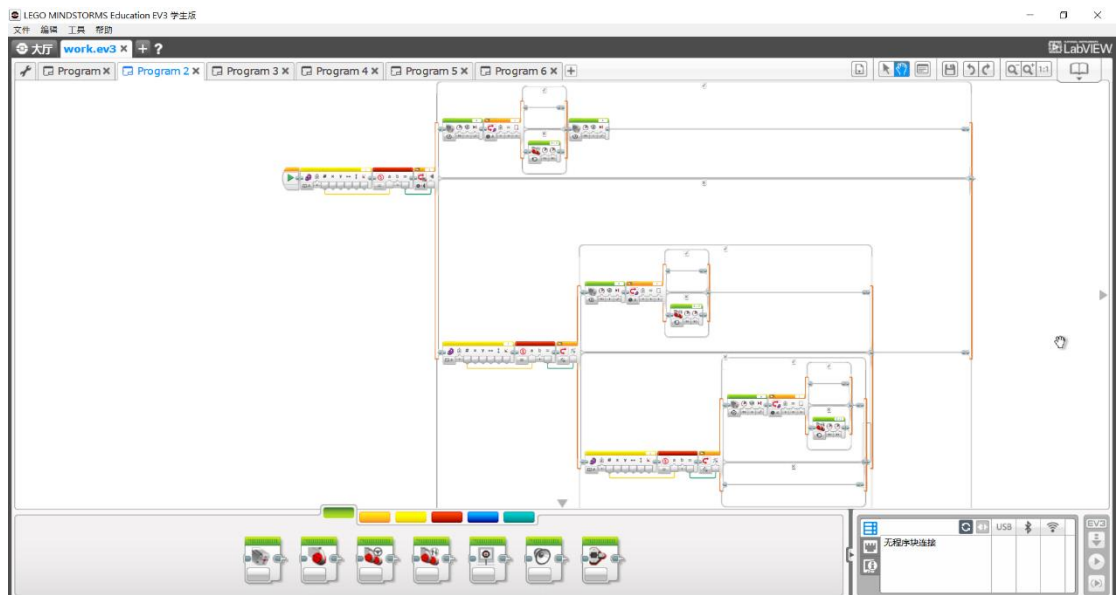 LEGO MINDSTORMS Education EV3 学生版
文件 编辑 工具 帮助
大厅 work.ev3 × + ?
LabVIEW
Program × Program 2 × Program 3 × Program 4 × Program 5 × Program 6 × +
1:1
USB
EV3
无程序块连接